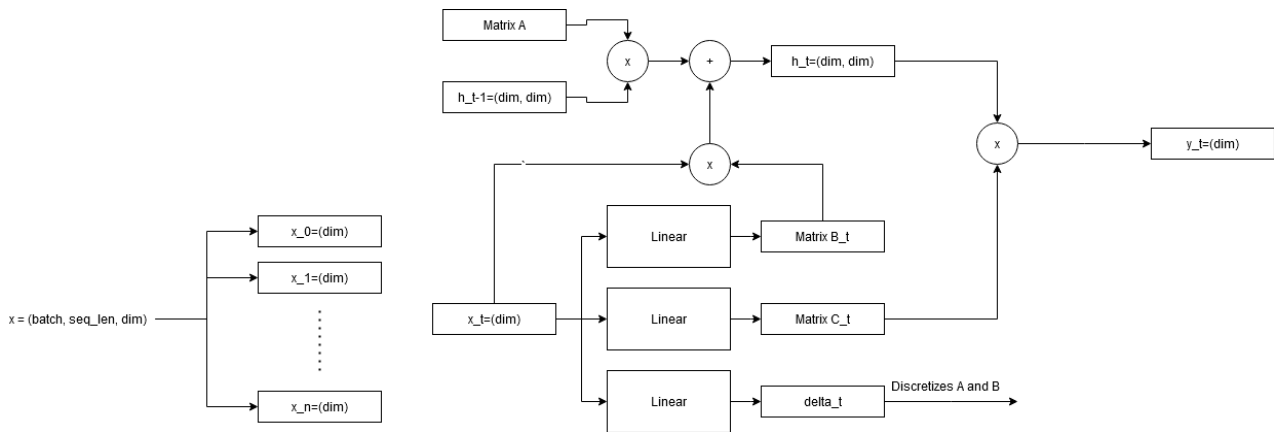 Matrix A
x
+
h_t=(dim, dim)
h_t-1=(dim, dim)
x
y_t=(dim)
x
x_0=(dim)
Linear
Matrix B_t
x_1=(dim)
x = (batch, seq_len, dim)
x_t=(dim)
Linear
Matrix C_t
x_n=(dim)
Linear
delta_t
Discretizes A and B